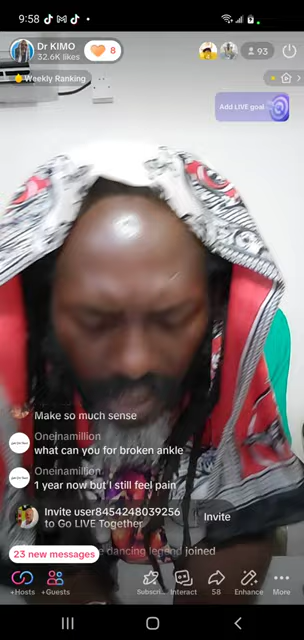 9:58
Dr KIMO
32.6K likes
8
93
Weekly Ranking
Add LIVE goal
Make so much sense
Oneinamillion
what can you for broken ankle
Oneinamillion
1 year now but I still feel pain
Invite user8454248039256
to Go LIVE Together
Invite
23 new messages
dancing legend joined
+Hosts
+Guests
Subscri...
Interact
58
Enhance
More